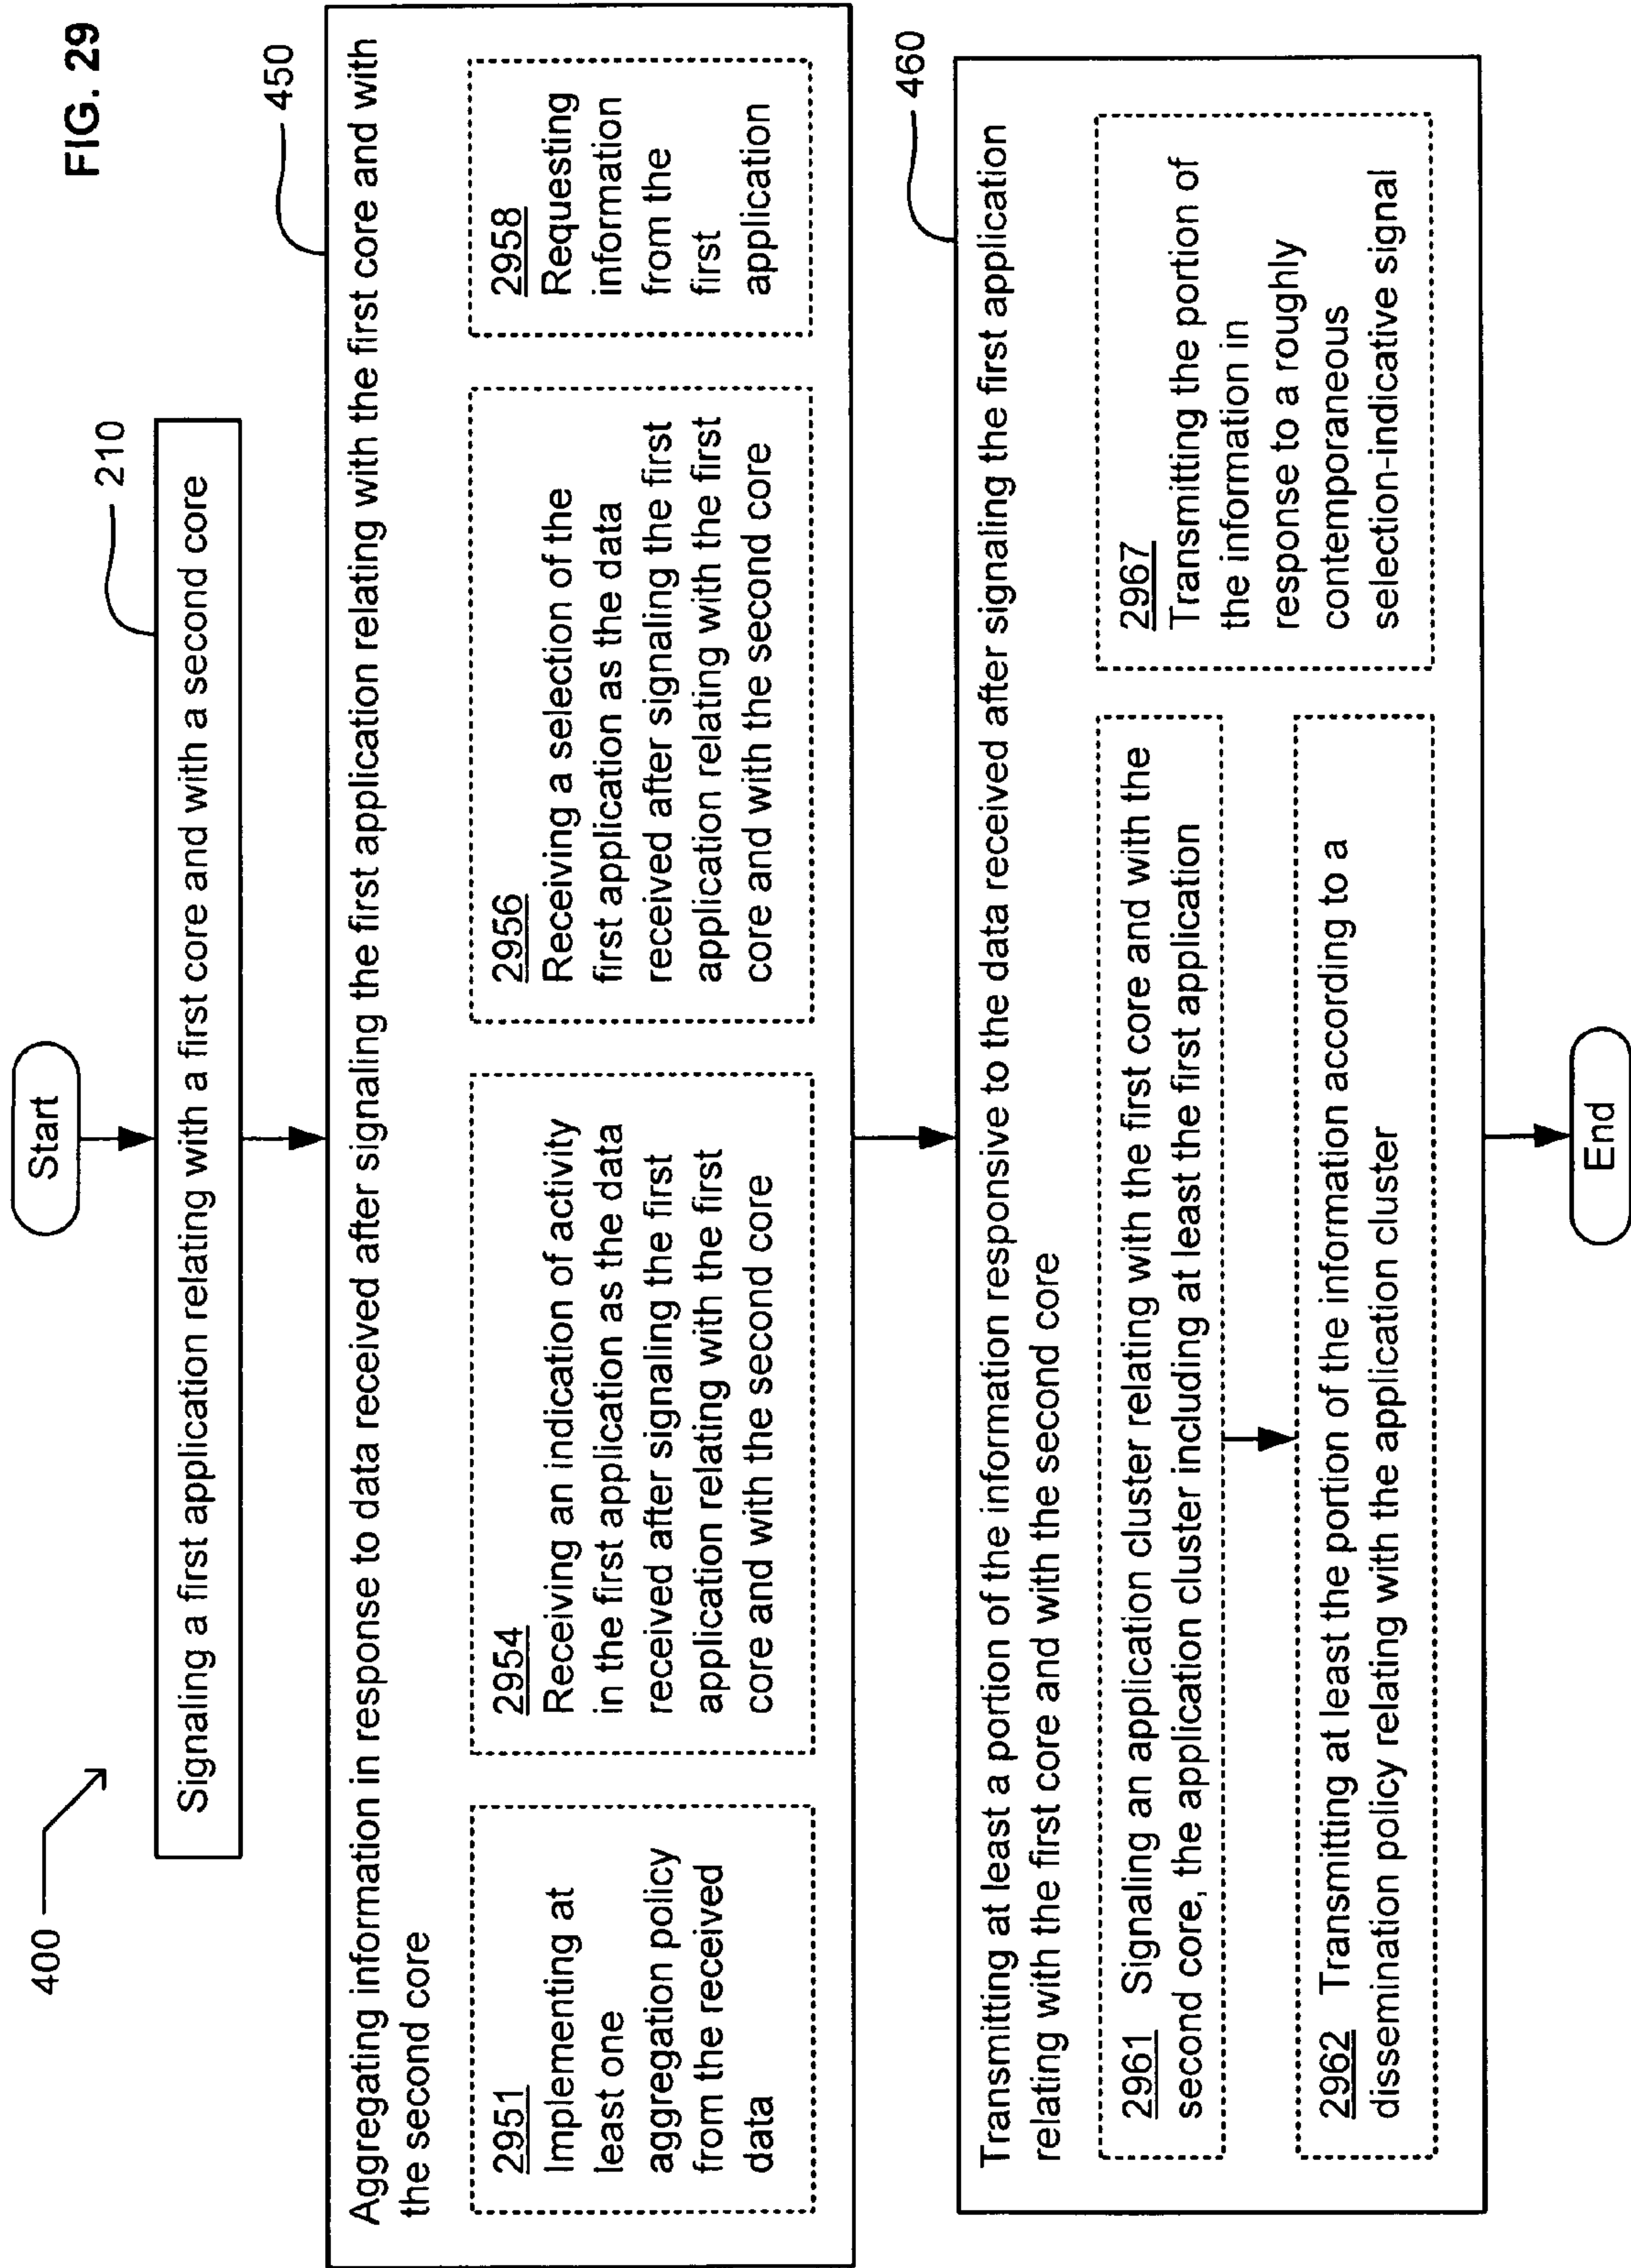 FIG. 29
400
Start
210
Signaling a first application relating with a first core and with a second core
450
Aggregating information in response to data received after signaling the first application relating with the first core and with
the second core
2951
Implementing at
least one
aggregation policy
from the received
data
2954
Receiving an indication of activity
in the first application as the data
received after signaling the first
application relating with the first
core and with the second core
2956
Receiving a selection of the
first application as the data
received after signaling the first
application relating with the first
core and with the second core
2958
Requesting
information
from the
first
application
460
Transmitting at least a portion of the information responsive to the data received after signaling the first application
relating with the first core and with the second core
2961 Signaling an application cluster relating with the first core and with the
second core, the application cluster including at least the first application
2962 Transmitting at least the portion of the information according to a
dissemination policy relating with the application cluster
2967
Transmitting the portion of
the information in
response to a roughly
contemporaneous
selection-indicative signal
End